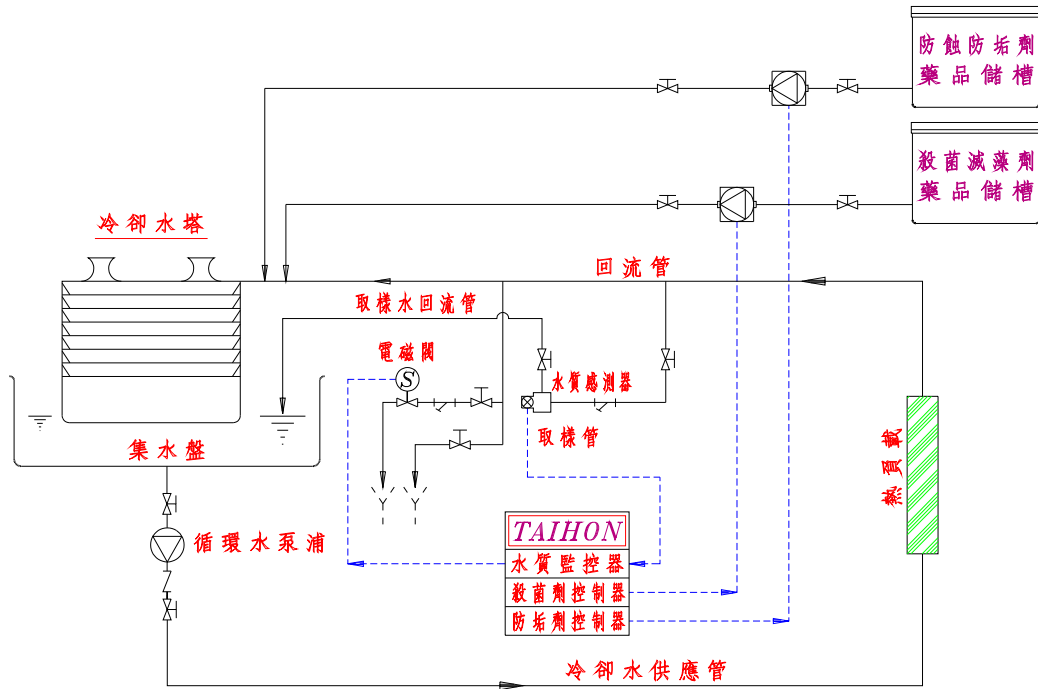 防蝕防垢劑
藥品儲槽
殺菌滅藻劑
藥品儲槽
冷卻水塔
回流管
取樣水回流管
電磁閥
S
水質感測器
取樣管
集水盤
熱負載
循環水泵浦
TAIHON
水質監控器
殺菌劑控制器
防垢劑控制器
冷卻水供應管